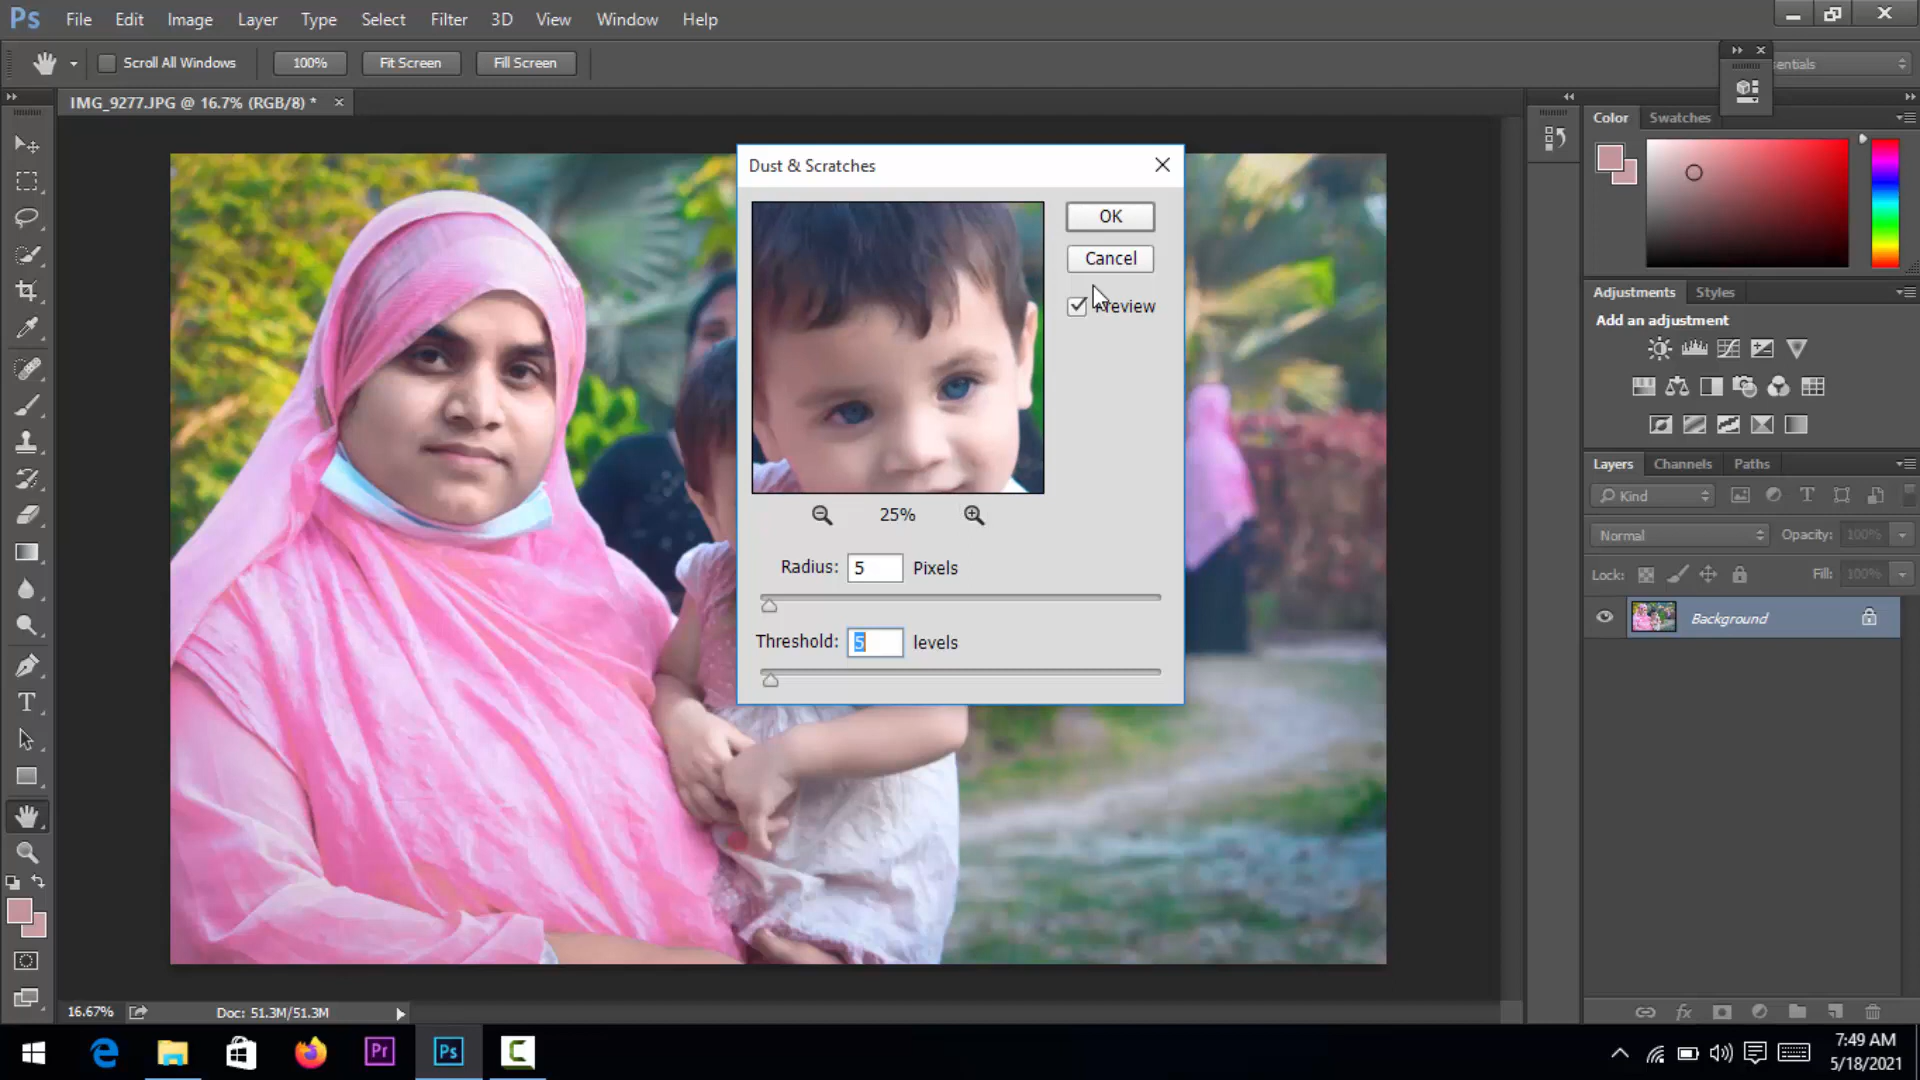 Ps File Edit Image Layer Type Select Filter 3D View Window Help
Scroll All Windows 100% Fit Screen Fill Screen
IMG_9277.JPG @ 16.7% (RGB/8) * ×
Color Swatches
Dust & Scratches
OK
Cancel
Preview
25%
Radius: 5 Pixels
Threshold: 5 levels
Adjustments Styles
Add an adjustment
Layers Channels Paths
Kind
Normal Opacity: 100%
Lock: Fill: 100%
Background
16.67% Doc: 51.3M/51.3M
Pr Ps C
7:49 AM
5/18/2021